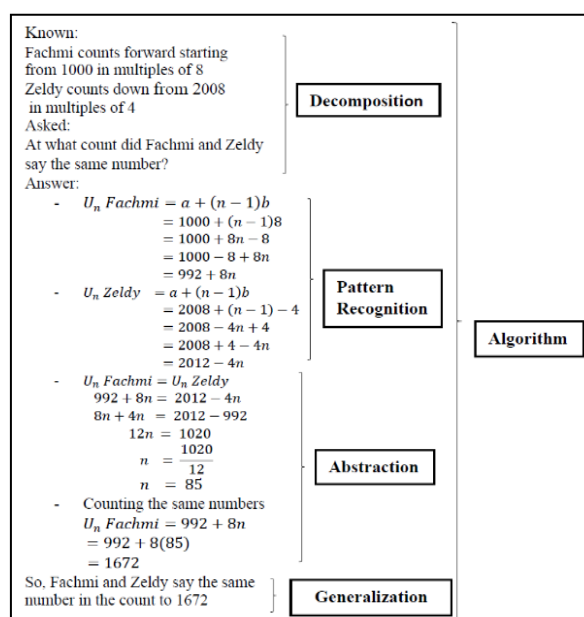 Known:
Fachmi counts forward starting
from 1000 in multiples of 8
Zeldy counts down from 2008
in multiples of 4
Asked:
At what count did Fachmi and Zeldy
say the same number?
Decomposition
Answer:
- Uₙ Fachmi = a + (n − 1)b
= 1000 + (n − 1)8
= 1000 + 8n − 8
= 1000 − 8 + 8n
= 992 + 8n
- Uₙ Zeldy = a + (n − 1)b
= 2008 + (n − 1) − 4
= 2008 − 4n + 4
= 2008 + 4 − 4n
= 2012 − 4n
Pattern
Recognition
- Uₙ Fachmi = Uₙ Zeldy
992 + 8n = 2012 − 4n
8n + 4n = 2012 − 992
12n = 1020
n = 1020/12
n = 85
- Counting the same numbers
Uₙ Fachmi = 992 + 8n
= 992 + 8(85)
= 1672
Abstraction
So, Fachmi and Zeldy say the same
number in the count to 1672
Generalization
Algorithm